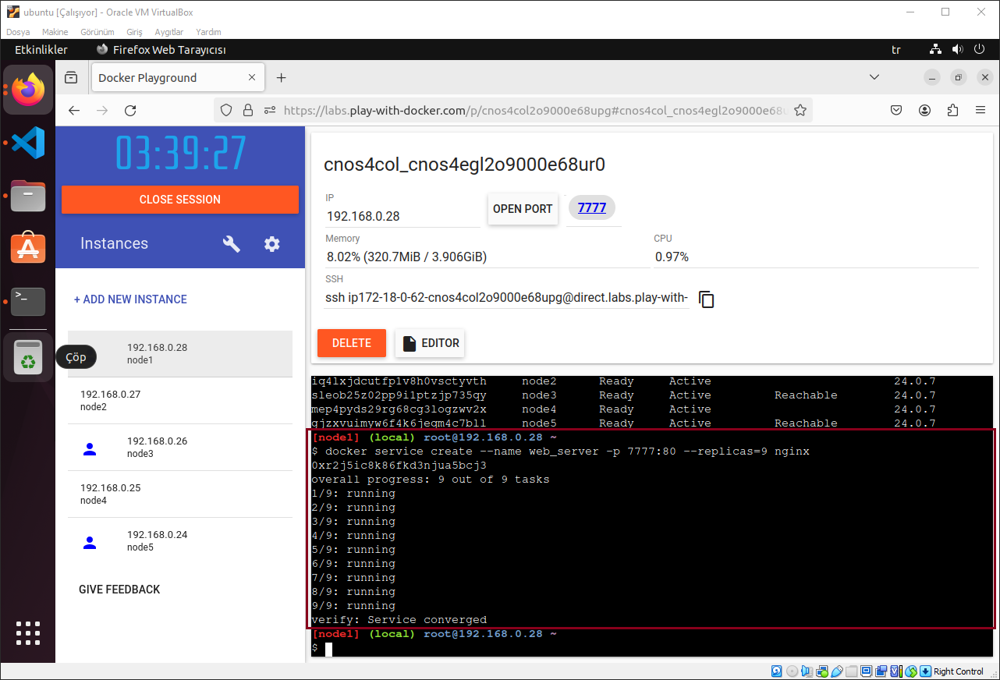 ubuntu [Çalışıyor] - Oracle VM VirtualBox
Dosya Makine Görünüm Giriş Aygıtlar Yardım
Etkinlikler Firefox Web Tarayıcısı tr
Docker Playground
https://labs.play-with-docker.com/p/cnos4col2o9000e68upg#cnos4col_cnos4egl2o9000e68u
03:39:27
CLOSE SESSION
Instances
+ ADD NEW INSTANCE
192.168.0.28
node1
Çöp
192.168.0.27
node2
192.168.0.26
node3
192.168.0.25
node4
192.168.0.24
node5
GIVE FEEDBACK
cnos4col_cnos4egl2o9000e68ur0
IP
192.168.0.28
OPEN PORT
7777
Memory
8.02% (320.7MiB / 3.906GiB)
CPU
0.97%
SSH
ssh ip172-18-0-62-cnos4col2o9000e68upg@direct.labs.play-with-
DELETE
EDITOR
iq4lxjdcutfp1v8h0vsctyvth node2 Ready Active 24.0.7
sleob25z02pp9i1ptzjp735qy node3 Ready Active Reachable 24.0.7
mep4pyds29rg68cg3logzwv2x node4 Ready Active 24.0.7
gjzxvuimyw6f4k6jeqm4c7bll node5 Ready Active Reachable 24.0.7
[node1] (local) root@192.168.0.28 ~
$ docker service create --name web_server -p 7777:80 --replicas=9 nginx
0xr2j5ic8k86fkd3njua5bcj3
overall progress: 9 out of 9 tasks
1/9: running
2/9: running
3/9: running
4/9: running
5/9: running
6/9: running
7/9: running
8/9: running
9/9: running
verify: Service converged
[node1] (local) root@192.168.0.28 ~
$
Right Control